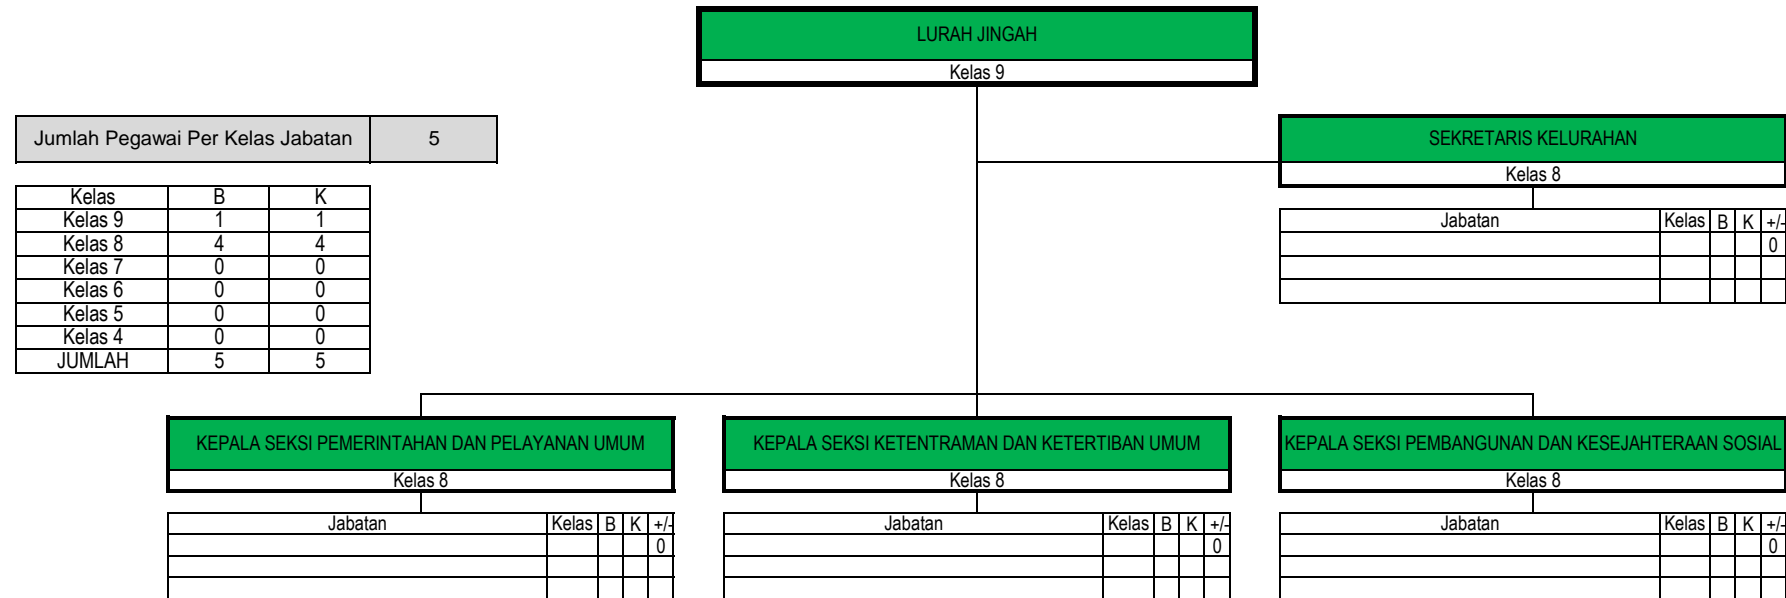 LURAH JINGAH
Kelas 9
Jumlah Pegawai Per Kelas Jabatan 5
SEKRETARIS KELURAHAN
Kelas 8
Kelas B K
Kelas 9 1 1
Kelas 8 4 4
Kelas 7 0 0
Kelas 6 0 0
Kelas 5 0 0
Kelas 4 0 0
JUMLAH 5 5
Jabatan Kelas B K +/-
0
KEPALA SEKSI PEMERINTAHAN DAN PELAYANAN UMUM
Kelas 8
Jabatan Kelas B K +/-
0
KEPALA SEKSI KETENTRAMAN DAN KETERTIBAN UMUM
Kelas 8
Jabatan Kelas B K +/-
0
KEPALA SEKSI PEMBANGUNAN DAN KESEJAHTERAAN SOSIAL
Kelas 8
Jabatan Kelas B K +/-
0